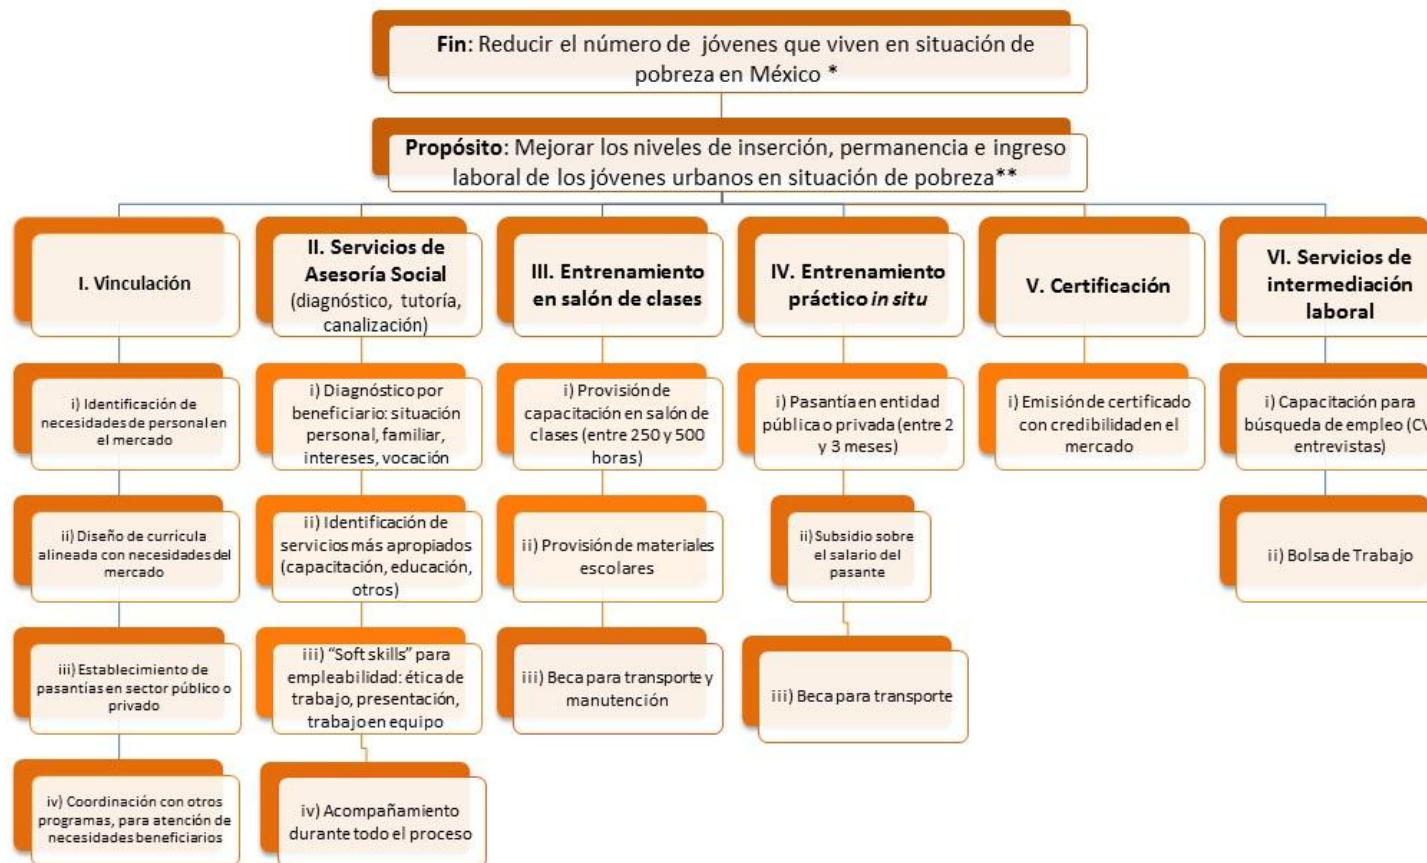 Fin: Reducir el número de jóvenes que viven en situación de
pobreza en México *
Propósito: Mejorar los niveles de inserción, permanencia e ingreso
laboral de los jóvenes urbanos en situación de pobreza**
I. Vinculación
i) Identificación de
necesidades de personal en
el mercado
ii) Diseño de currícula
alineada con necesidades del
mercado
iii) Establecimiento de
pasantías en sector público o
privado
iv) Coordinación con otros
programas, para atención de
necesidades beneficiarios
II. Servicios de
Asesoría Social
(diagnóstico, tutoría,
canalización)
i) Diagnóstico por
beneficiario: situación
personal, familiar,
intereses, vocación
ii) Identificación de
servicios más apropiados
(capacitación, educación,
otros)
iii) “Soft skills” para
empleabilidad: ética de
trabajo, presentación,
trabajo en equipo
iv) Acompañamiento
durante todo el proceso
III. Entrenamiento
en salón de clases
i) Provisión de
capacitación en salón de
clases (entre 250 y 500
horas)
ii) Provisión de materiales
escolares
iii) Beca para transporte y
manutención
IV. Entrenamiento
práctico in situ
i) Pasantía en entidad
pública o privada (entre 2
y 3 meses)
ii) Subsidio sobre
el salario del
pasante
iii) Beca para transporte
V. Certificación
i) Emisión de certificado
con credibilidad en el
mercado
VI. Servicios de
intermediación
laboral
i) Capacitación para
búsqueda de empleo (CV
entrevistas)
ii) Bolsa de Trabajo